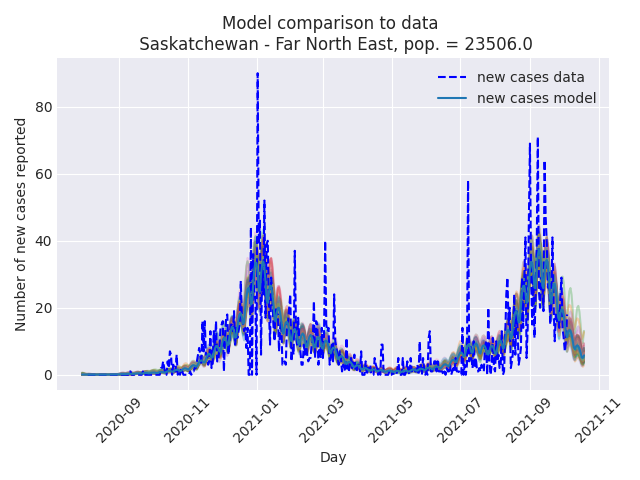 Model comparison to data
Saskatchewan - Far North East, pop. = 23506.0
new cases data
new cases model
Number of new cases reported
80
60
40
20
0
2020-09
2020-11
2021-01
2021-03
2021-05
2021-07
2021-09
2021-11
Day